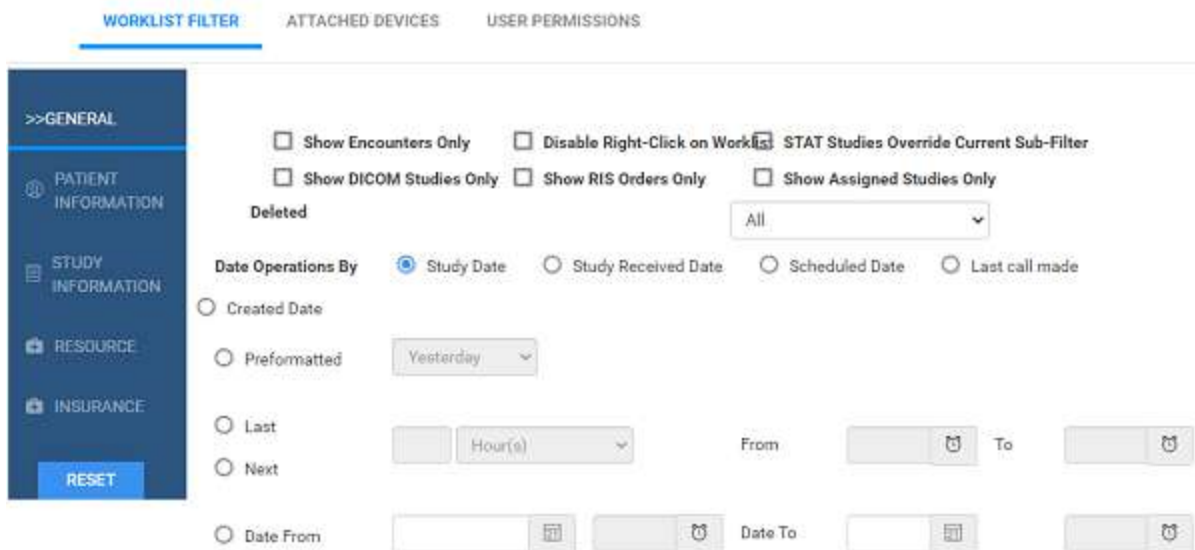 WORKLIST FILTER ATTACHED DEVICES USER PERMISSIONS
>>GENERAL
PATIENT
INFORMATION
STUDY
INFORMATION
RESOURCE
INSURANCE
RESET
Show Encounters Only Disable Right-Click on Worklist STAT Studies Override Current Sub-Filter
Show DICOM Studies Only Show RIS Orders Only Show Assigned Studies Only
Deleted All
Date Operations By Study Date Study Received Date Scheduled Date Last call made
Created Date
Preformatted Yesterday
Last
Hour(s) From To
Next
Date From Date To